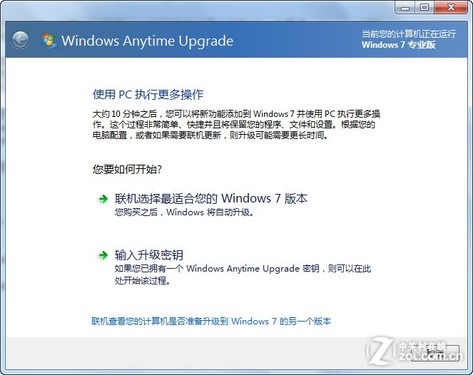 Windows Anytime Upgrade
当前您的计算机正在运行
Windows 7 专业版
使用 PC 执行更多操作
大约 10 分钟之后，您可以将新功能添加到 Windows 7 并使用 PC 执行更多操
作。这个过程非常简单、快捷并且将保留您的程序、文件和设置。根据您的
电脑配置，或者如果需要联机更新，则升级可能需要更长时间。
您要如何开始?
联机选择最适合您的 Windows 7 版本
您购买之后，Windows 将自动升级。
输入升级密钥
如果您已拥有一个 Windows Anytime Upgrade 密钥，则可以在此
处开始该过程。
联机查看您的计算机是否准备升级到 Windows 7 的另一个版本
中关村在线
zol.com.cn